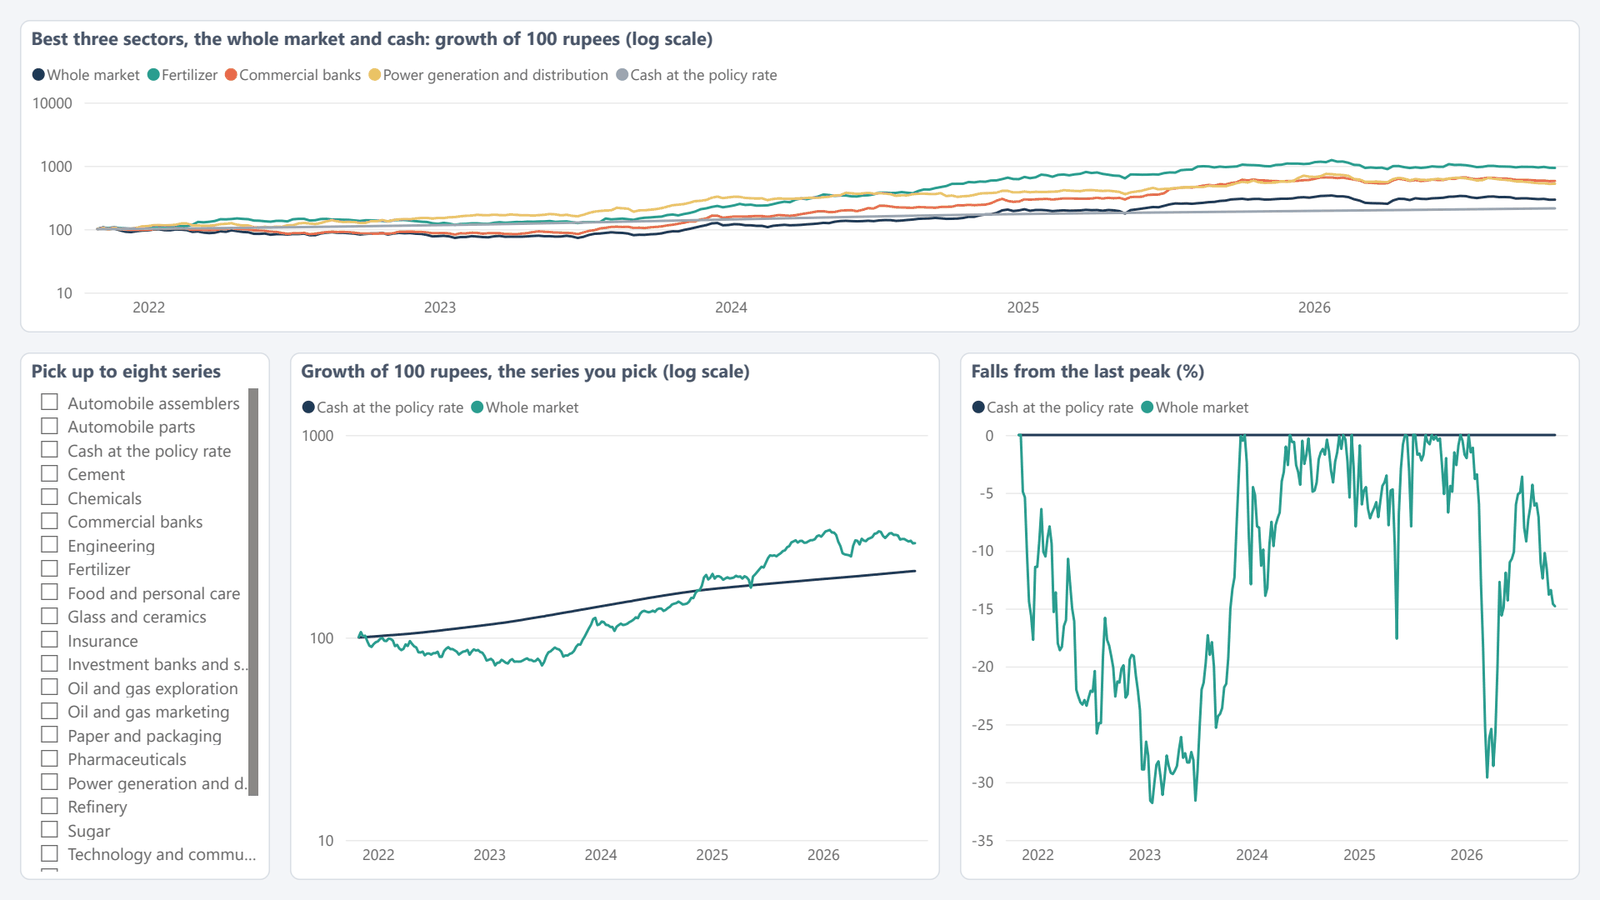 Best three sectors, the whole market and cash: growth of 100 rupees (log scale)
Whole market Fertilizer Commercial banks Power generation and distribution Cash at the policy rate
10000
1000
100
10
2022 2023 2024 2025 2026
Pick up to eight series
Automobile assemblers
Automobile parts
Cash at the policy rate
Cement
Chemicals
Commercial banks
Engineering
Fertilizer
Food and personal care
Glass and ceramics
Insurance
Investment banks and s...
Oil and gas exploration
Oil and gas marketing
Paper and packaging
Pharmaceuticals
Power generation and d...
Refinery
Sugar
Technology and commu...
Growth of 100 rupees, the series you pick (log scale)
Cash at the policy rate Whole market
1000
100
10
2022 2023 2024 2025 2026
Falls from the last peak (%)
Cash at the policy rate Whole market
0
-5
-10
-15
-20
-25
-30
-35
2022 2023 2024 2025 2026